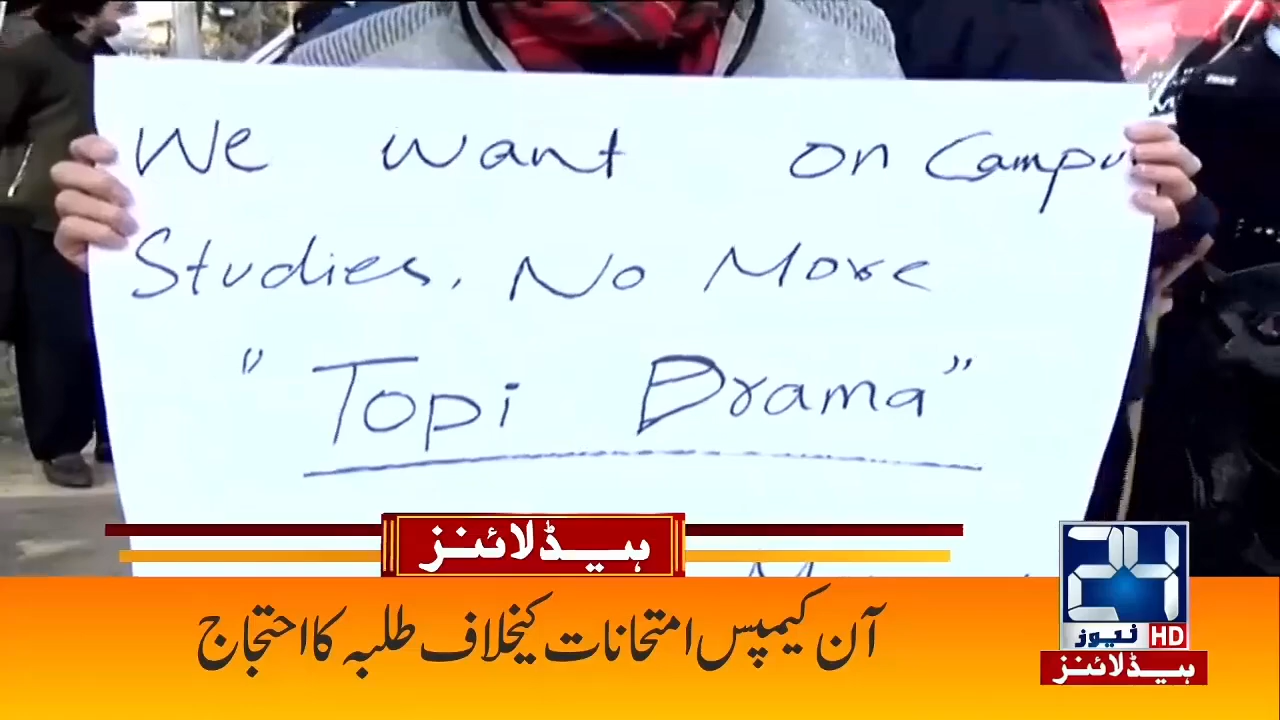 We want on Campu
Studies. No More
"Topi Drama"
ہیڈلائنز
آن کیمپس امتحانات کیخلاف طلبہ کا احتجاج
24
نیوز HD
ہیڈلائنز